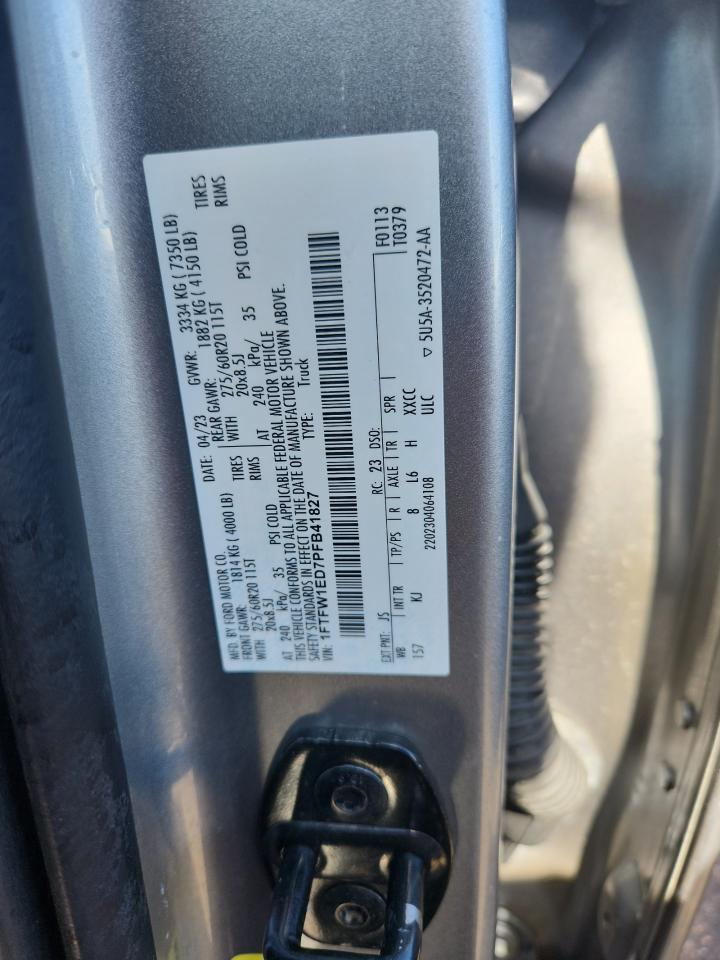 MFD. BY FORD MOTOR CO.
DATE: 04/23 GVWR: 3334 KG ( 7350 LB)
FRONT GAWR: 1814 KG ( 4000 LB)
REAR GAWR: 1882 KG ( 4150 LB)
WITH 275/60R20 115T TIRES
WITH 275/60R20 115T TIRES
20x8.5J RIMS
20x8.5J RIMS
AT 240 kPa/ 35 PSI COLD
AT 240 kPa/ 35 PSI COLD
THIS VEHICLE CONFORMS TO ALL APPLICABLE FEDERAL MOTOR VEHICLE
SAFETY STANDARDS IN EFFECT ON THE DATE OF MANUFACTURE SHOWN ABOVE.
VIN: 1FTFW1ED7PFB41827 TYPE: Truck
F0113
T0379
EXT PNT: JS RC: 23 DSO:
WB INT TR TP/PS R AXLE TR SPR
157 KJ 8 L6 H XXCC
2202304064108 ULC ▽ 5U5A-3520472-AA